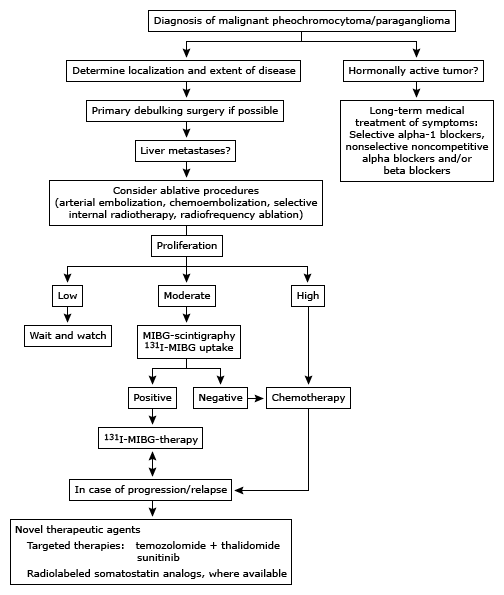 Diagnosis of malignant pheochromocytoma/paraganglioma
Determine localization and extent of disease
Hormonally active tumor?
Primary debulking surgery if possible
Long-term medical
treatment of symptoms:
Selective alpha-1 blockers,
nonselective noncompetitive
alpha blockers and/or
beta blockers
Liver metastases?
Consider ablative procedures
(arterial embolization, chemoembolization, selective
internal radiotherapy, radiofrequency ablation)
Proliferation
Low
Moderate
High
Wait and watch
MIBG-scintigraphy
¹³¹I-MIBG uptake
Positive
Negative
Chemotherapy
¹³¹I-MIBG-therapy
In case of progression/relapse
Novel therapeutic agents
Targeted therapies: temozolomide + thalidomide
sunitinib
Radiolabeled somatostatin analogs, where available